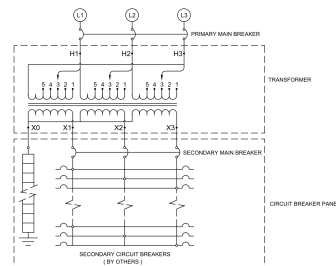 L1 L2 L3
PRIMARY MAIN BREAKER
H1 H2 H3
5 4 3 2 1 5 4 3 2 1 5 4 3 2 1
TRANSFORMER
X0 X1 X2 X3
SECONDARY MAIN BREAKER
CIRCUIT BREAKER PANE
SECONDARY CIRCUIT BREAKERS
( BY OTHERS )